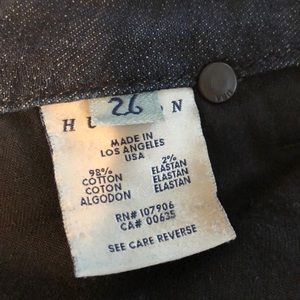 26
MADE IN
LOS ANGELES
USA
98% 2%
COTTON ELASTAN
COTON ELASTAN
ALGODON ELASTAN
RN# 107906
CA# 00635
SEE CARE REVERSE